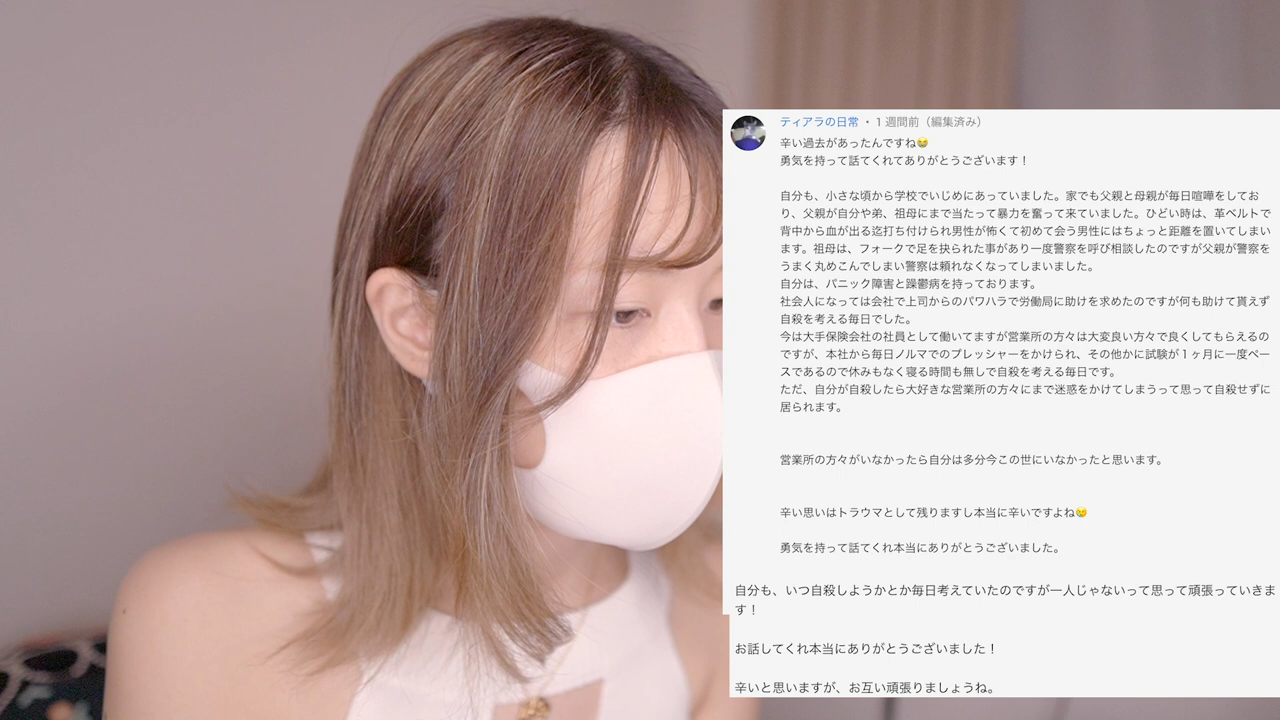 ティアラの日常 ・ 1 週間前（編集済み）
辛い過去があったんですね😭
勇気を持って話てくれてありがとうございます！
自分も、小さな頃から学校でいじめにあっていました。家でも父親と母親が毎日喧嘩をしてお
り、父親が自分や弟、祖母にまで当たって暴力を奮って来ていました。ひどい時は、革ベルトで
背中から血が出る迄打ち付けられ男性が怖くて初めて会う男性にはちょっと距離を置いてしまい
ます。祖母は、フォークで足を抉られた事があり一度警察を呼び相談したのですが父親が警察を
うまく丸めこんでしまい警察は頼れなくなってしまいました。
自分は、パニック障害と躁鬱病を持っております。
社会人になっては会社で上司からのパワハラで労働局に助けを求めたのですが何も助けて貰えず
自殺を考える毎日でした。
今は大手保険会社の社員として働いてますが営業所の方々は大変良い方々で良くしてもらえるの
ですが、本社から毎日ノルマでのプレッシャーをかけられ、その他かに試験が１ヶ月に一度ペー
スであるので休みもなく寝る時間も無しで自殺を考える毎日です。
ただ、自分が自殺したら大好きな営業所の方々にまで迷惑をかけてしまうって思って自殺せずに
居られます。
営業所の方々がいなかったら自分は多分今この世にいなかったと思います。
辛い思いはトラウマとして残りますし本当に辛いですよね😢
勇気を持って話てくれ本当にありがとうございました。
自分も、いつ自殺しようかとか毎日考えていたのですが一人じゃないって思って頑張っていきま
す！
お話してくれ本当にありがとうございました！
辛いと思いますが、お互い頑張りましょうね。